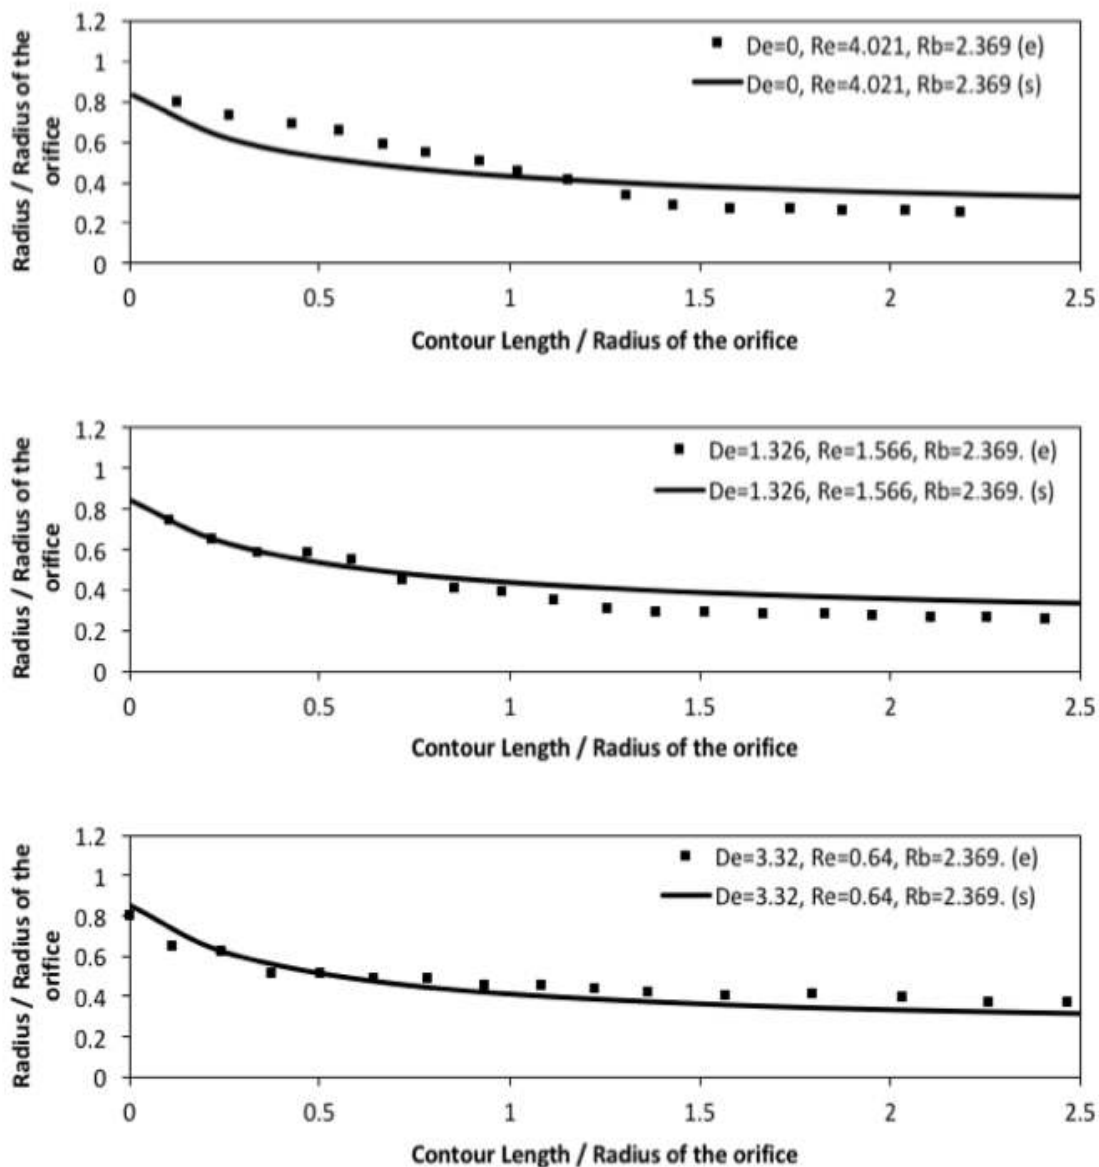 Radius / Radius of the
orifice
1.2
1
0.8
0.6
0.4
0.2
0
De=0, Re=4.021, Rb=2.369 (e)
De=0, Re=4.021, Rb=2.369 (s)
0 0.5 1 1.5 2 2.5
Contour Length / Radius of the orifice
Radius / Radius of the
orifice
1.2
1
0.8
0.6
0.4
0.2
0
De=1.326, Re=1.566, Rb=2.369. (e)
De=1.326, Re=1.566, Rb=2.369. (s)
0 0.5 1 1.5 2 2.5
Contour Length / Radius of the orifice
Radius / Radius of the
orifice
1.2
1
0.8
0.6
0.4
0.2
0
De=3.32, Re=0.64, Rb=2.369. (e)
De=3.32, Re=0.64, Rb=2.369. (s)
0 0.5 1 1.5 2 2.5
Contour Length / Radius of the orifice